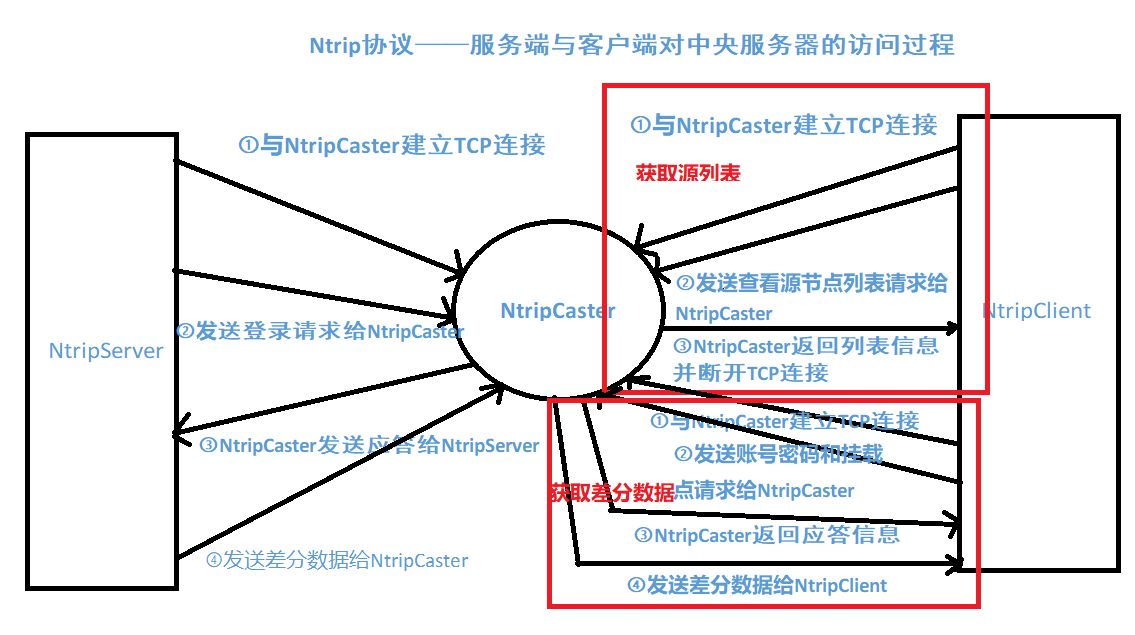 Ntrip协议——服务端与客户端对中央服务器的访问过程
①与NtripCaster建立TCP连接
②发送登录请求给NtripCaster
NtripServer
③NtripCaster发送应答给NtripServer
④发送差分数据给NtripCaster
NtripCaster
①与NtripCaster建立TCP连接
获取源列表
②发送查看源节点列表请求给
NtripCaster
③NtripCaster返回列表信息
并断开TCP连接
NtripClient
①与NtripCaster建立TCP连接
②发送账号密码和挂载
获取差分数据
点请求给NtripCaster
③NtripCaster返回应答信息
④发送差分数据给NtripClient